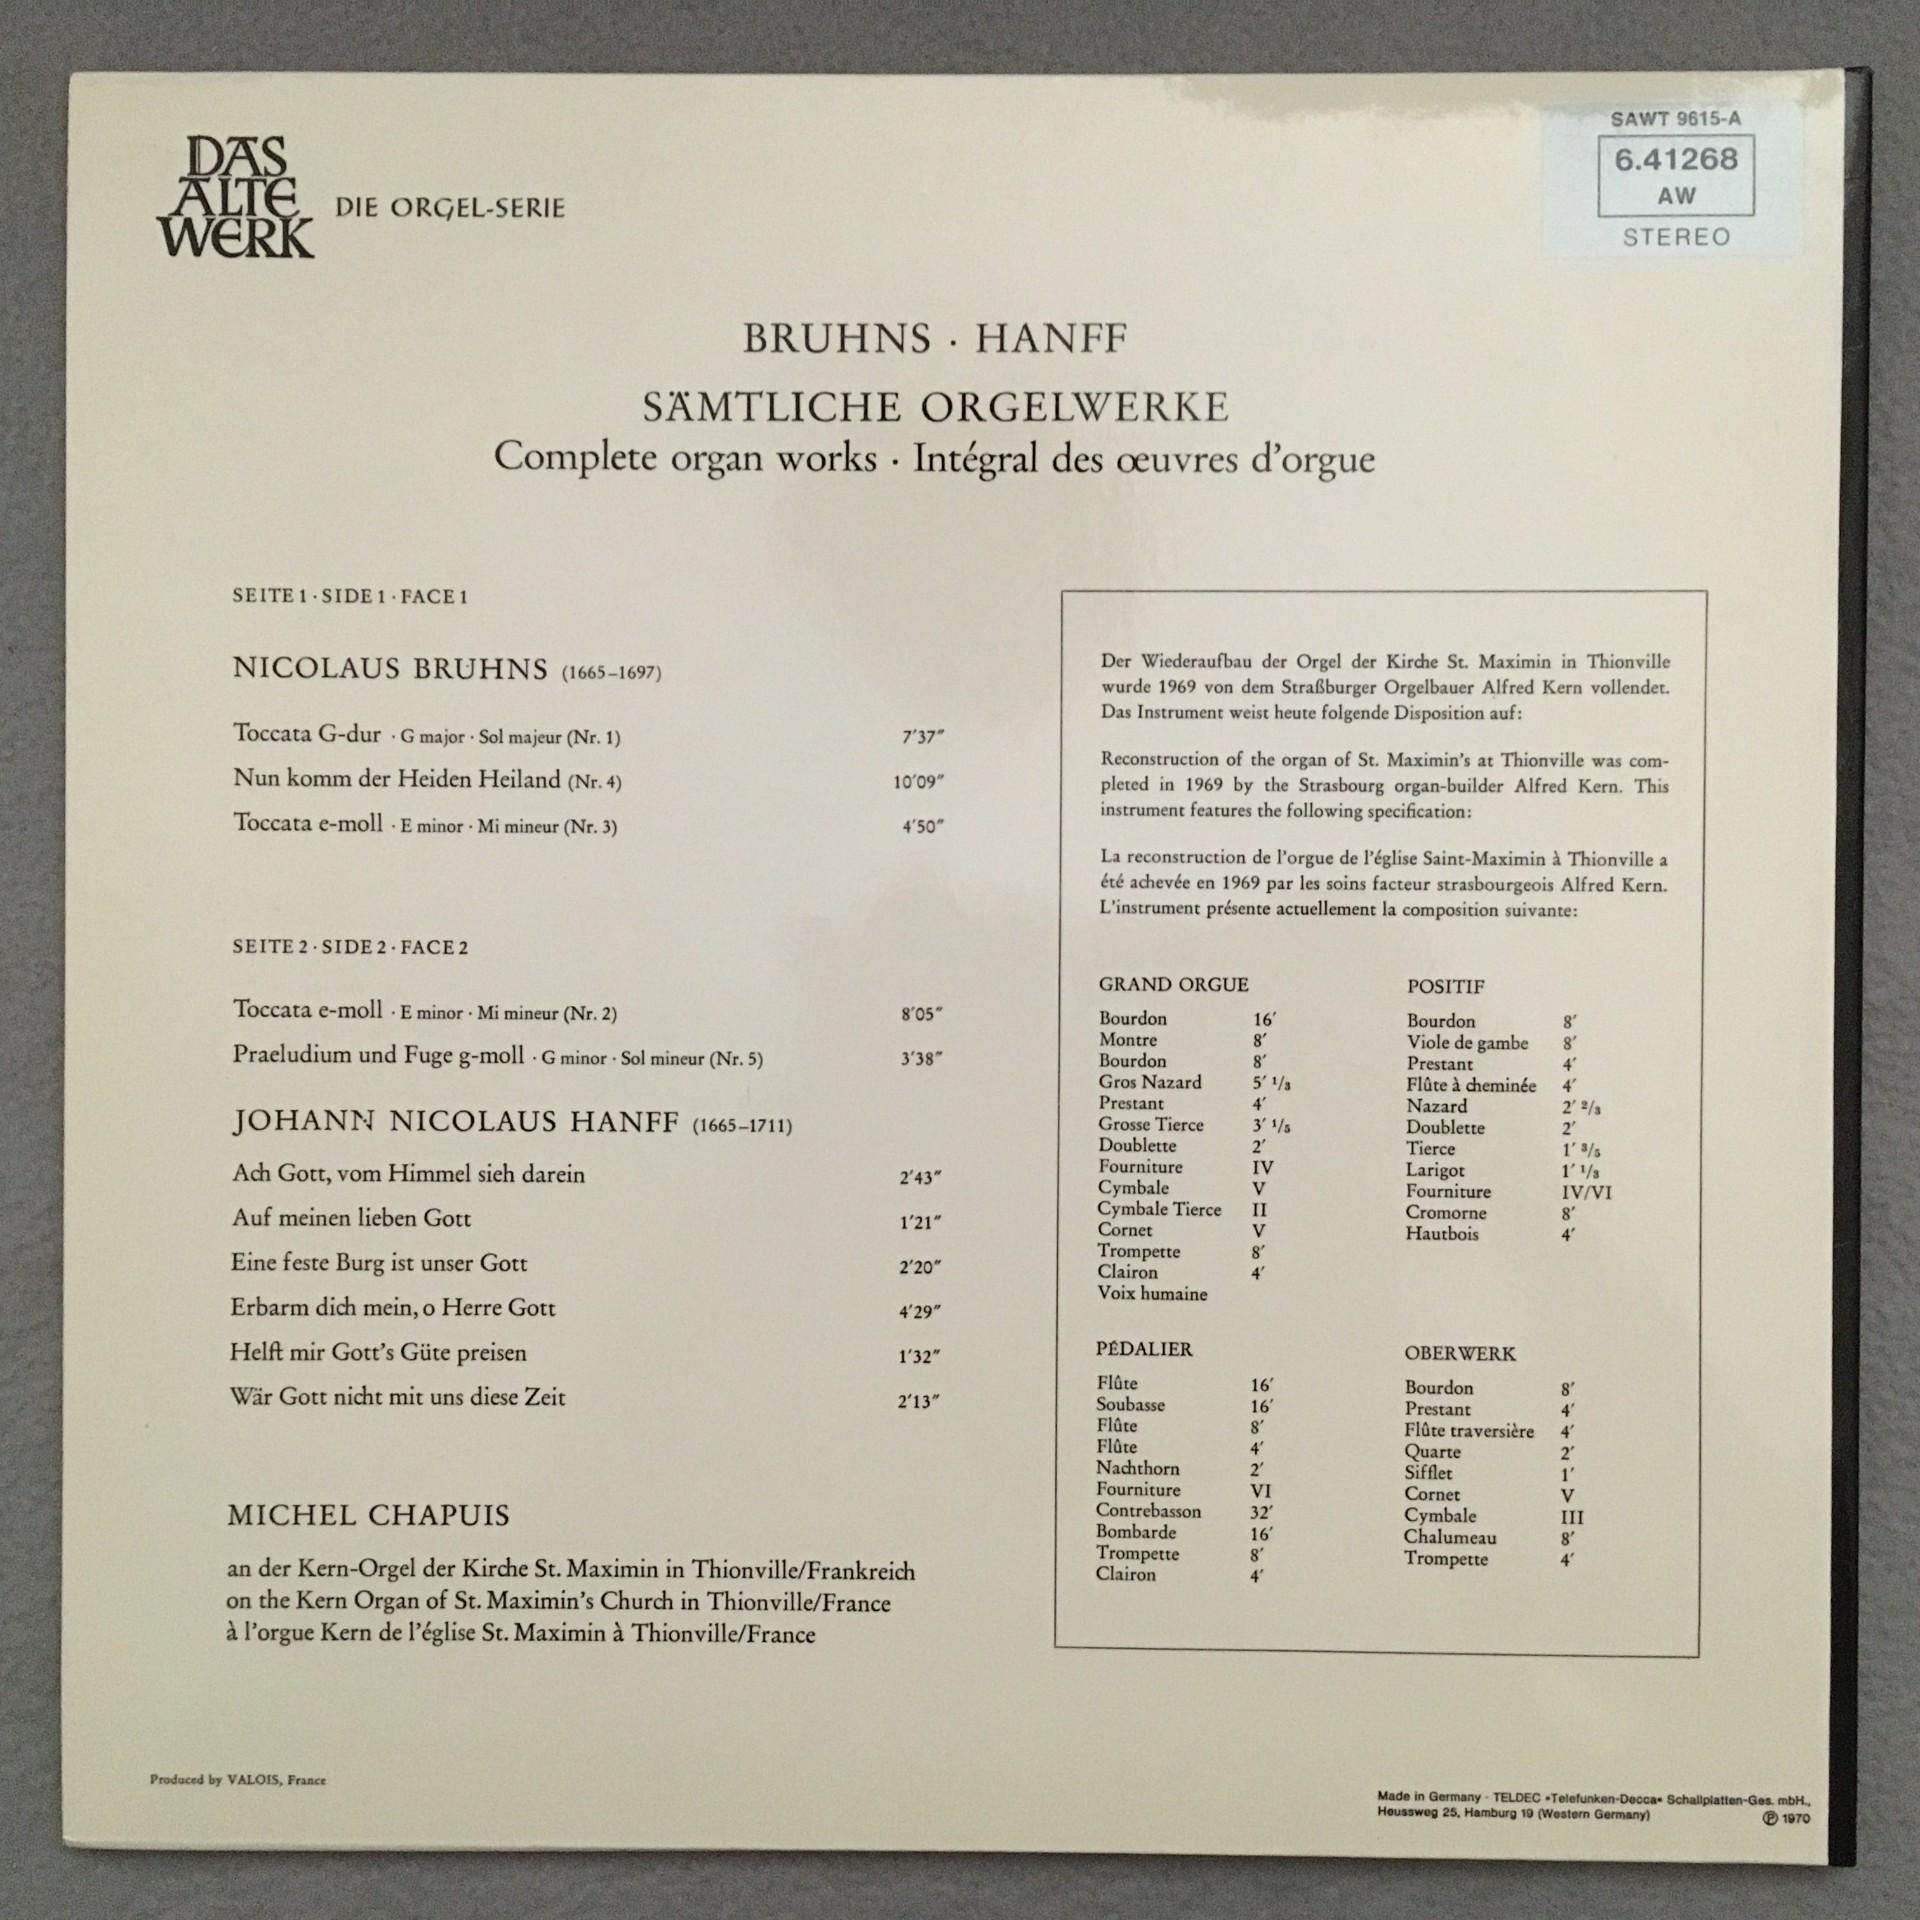 DAS
ALTE
WERK
DIE ORGEL-SERIE
SAWT 9615-A
6.41268
AW
STEREO
BRUHNS · HANFF
SÄMTLICHE ORGELWERKE
Complete organ works · Intégral des œuvres d'orgue
SEITE 1 · SIDE 1 · FACE 1
NICOLAUS BRUHNS (1665–1697)
Toccata G-dur · G major · Sol majeur (Nr. 1) 7'37"
Nun komm der Heiden Heiland (Nr. 4) 10'09"
Toccata e-moll · E minor · Mi mineur (Nr. 3) 4'50"
SEITE 2 · SIDE 2 · FACE 2
Toccata e-moll · E minor · Mi mineur (Nr. 2) 8'05"
Praeludium und Fuge g-moll · G minor · Sol mineur (Nr. 5) 3'38"
JOHANN NICOLAUS HANFF (1665–1711)
Ach Gott, vom Himmel sieh darein 2'43"
Auf meinen lieben Gott 1'21"
Eine feste Burg ist unser Gott 2'20"
Erbarm dich mein, o Herre Gott 4'29"
Helft mir Gott's Güte preisen 1'32"
Wär Gott nicht mit uns diese Zeit 2'13"
MICHEL CHAPUIS
an der Kern-Orgel der Kirche St. Maximin in Thionville/Frankreich
on the Kern Organ of St. Maximin's Church in Thionville/France
à l'orgue Kern de l'église St. Maximin à Thionville/France
Der Wiederaufbau der Orgel der Kirche St. Maximin in Thionville
wurde 1969 von dem Straßburger Orgelbauer Alfred Kern vollendet.
Das Instrument weist heute folgende Disposition auf:
Reconstruction of the organ of St. Maximin's at Thionville was com-
pleted in 1969 by the Strasbourg organ-builder Alfred Kern. This
instrument features the following specification:
La reconstruction de l'orgue de l'église Saint-Maximin à Thionville a
été achevée en 1969 par les soins facteur strasbourgeois Alfred Kern.
L'instrument présente actuellement la composition suivante:
GRAND ORGUE
Bourdon 16'
Montre 8'
Bourdon 8'
Gros Nazard 5' 1/3
Prestant 4'
Grosse Tierce 3' 1/5
Doublette 2'
Fourniture IV
Cymbale V
Cymbale Tierce II
Cornet V
Trompette 8'
Clairon 4'
Voix humaine
POSITIF
Bourdon 8'
Viole de gambe 8'
Prestant 4'
Flûte à cheminée 4'
Nazard 2' 2/3
Doublette 2'
Tierce 1' 3/5
Larigot 1' 1/3
Fourniture IV/VI
Cromorne 8'
Hautbois 4'
PÉDALIER
Flûte 16'
Soubasse 16'
Flûte 8'
Flûte 4'
Nachthorn 2'
Fourniture VI
Contrebasson 32'
Bombarde 16'
Trompette 8'
Clairon 4'
OBERWERK
Bourdon 8'
Prestant 4'
Flûte traversière 4'
Quarte 2'
Sifflet 1'
Cornet V
Cymbale III
Chalumeau 8'
Trompette 4'
Produced by VALOIS, France
Made in Germany · TELDEC »Telefunken-Decca« Schallplatten-Ges. mbH.,
Heussweg 25, Hamburg 19 (Western Germany) ℗ 1970